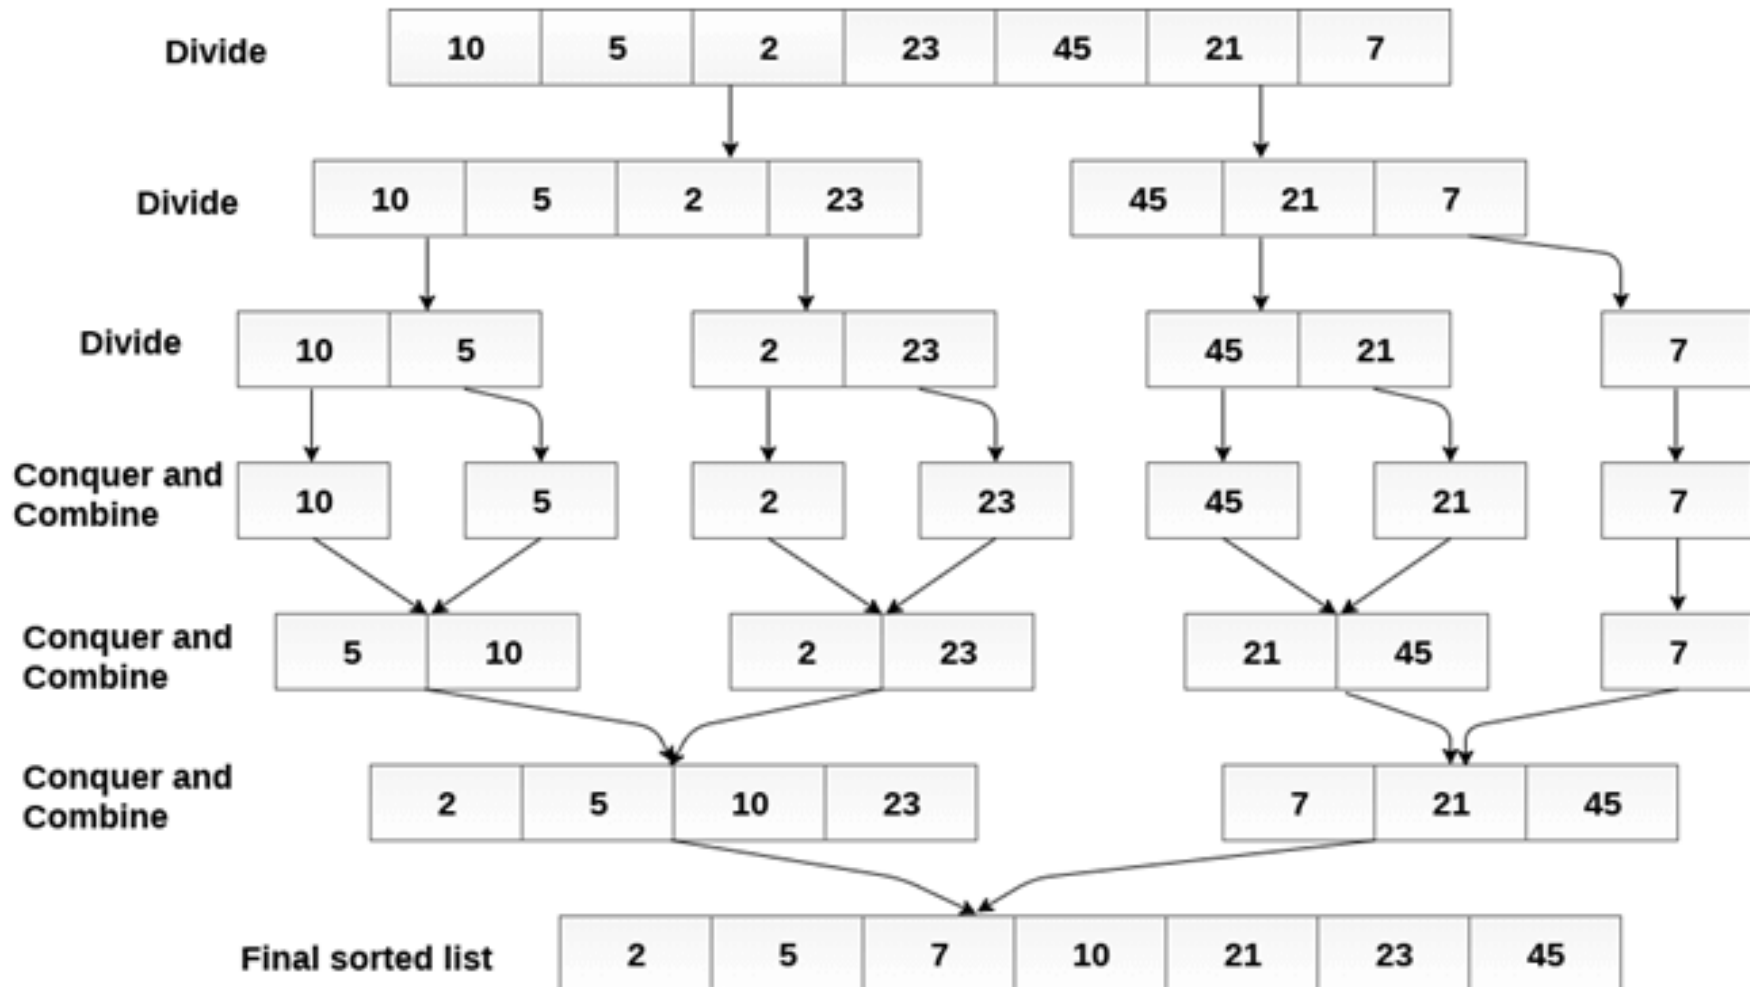 Divide 10 5 2 23 45 21 7
Divide 10 5 2 23 45 21 7
Divide 10 5 2 23 45 21 7
Conquer and
Combine
10 5 2 23 45 21 7
Conquer and
Combine
5 10 2 23 21 45 7
Conquer and
Combine
2 5 10 23 7 21 45
Final sorted list 2 5 7 10 21 23 45